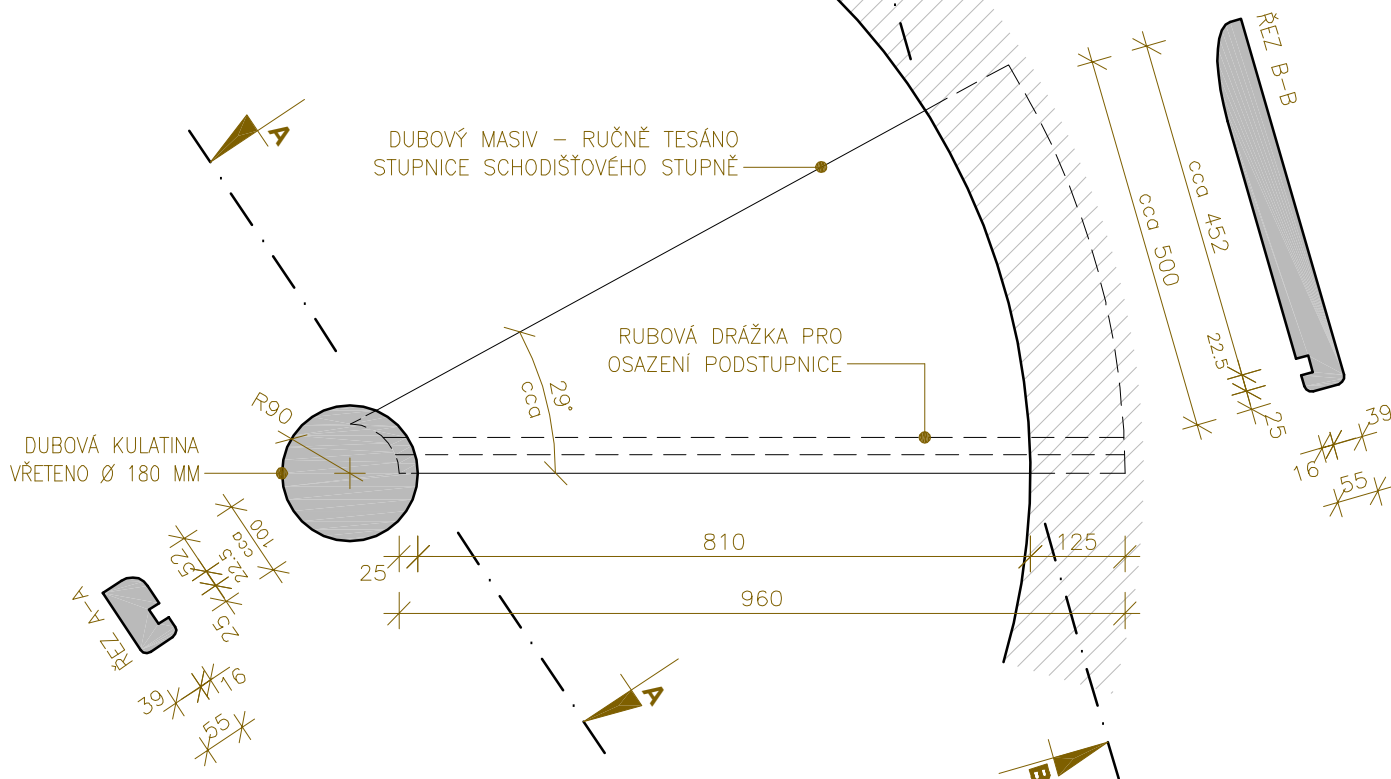 DUBOVÝ MASIV – RUČNĚ TESÁNO
STUPNICE SCHODIŠŤOVÉHO STUPNĚ
RUBOVÁ DRÁŽKA PRO
OSAZENÍ PODSTUPNICE
DUBOVÁ KULATINA
VŘETENO Ø 180 MM
R90
29°
cca
A
A
B
ŘEZ B–B
cca 452
cca 500
22.5
25
39
16
55
810
125
25
960
100
cca
22.5
52
25
ŘEZ A–A
39
16
55